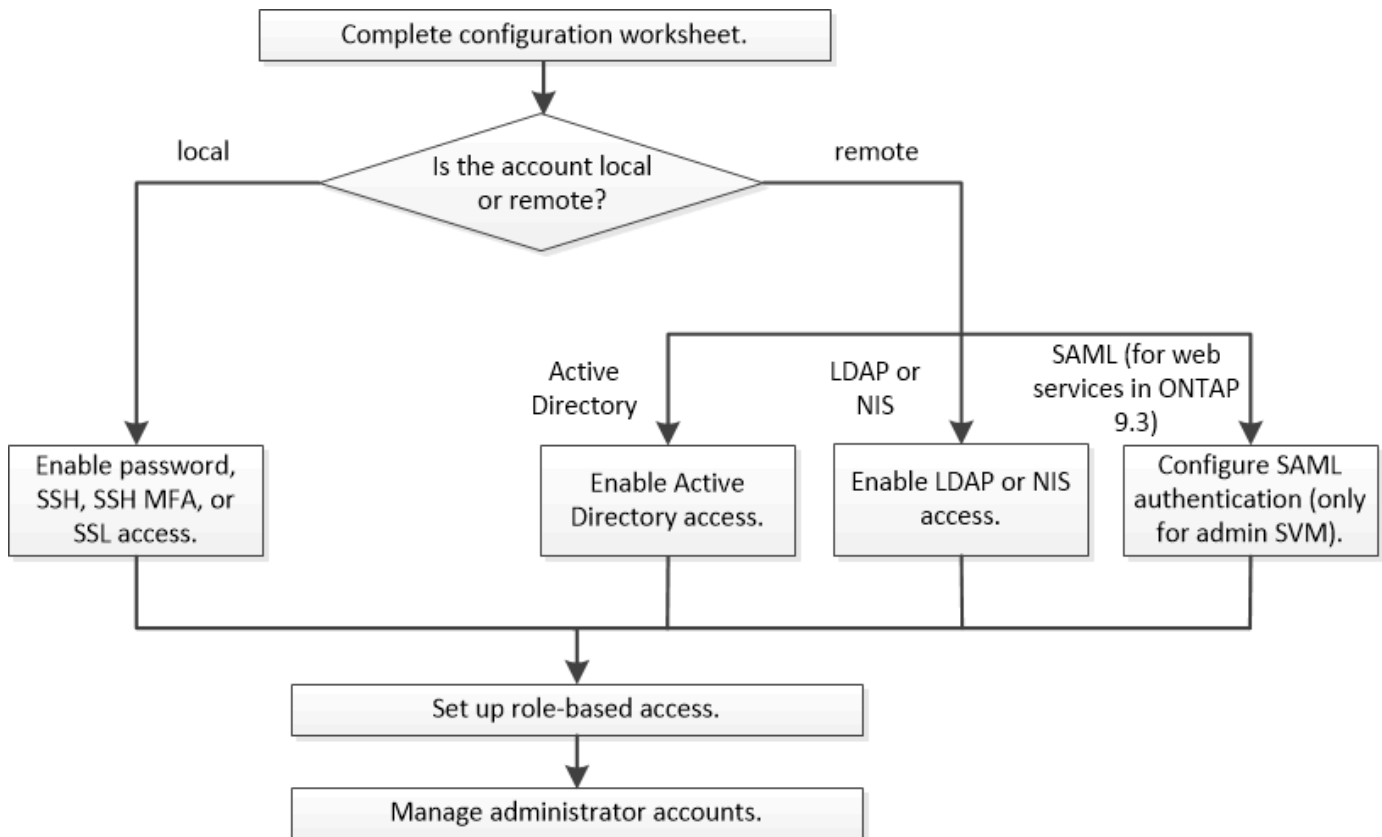 Complete configuration worksheet.
local
remote
Is the account local
or remote?
Active
Directory
LDAP or
NIS
SAML (for web
services in ONTAP
9.3)
Enable password,
SSH, SSH MFA, or
SSL access.
Enable Active
Directory access.
Enable LDAP or NIS
access.
Configure SAML
authentication (only
for admin SVM).
Set up role-based access.
Manage administrator accounts.